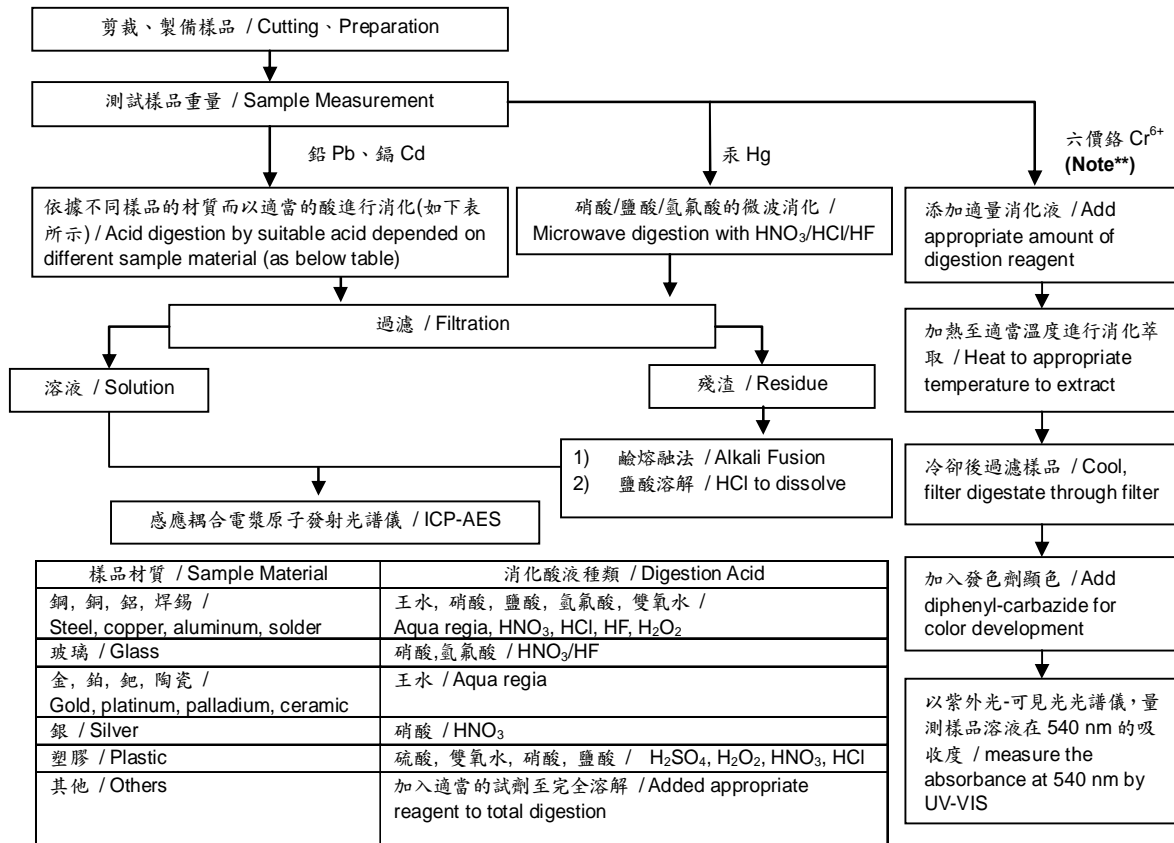 剪裁、製備樣品 / Cutting、Preparation
測試樣品重量 / Sample Measurement
鉛 Pb、鎘 Cd
汞 Hg
六價鉻 Cr⁶⁺
(Note**)
依據不同樣品的材質而以適當的酸進行消化(如下表
所示) / Acid digestion by suitable acid depended on
different sample material (as below table)
硝酸/鹽酸/氫氟酸的微波消化 /
Microwave digestion with HNO₃/HCl/HF
添加適量消化液 / Add
appropriate amount of
digestion reagent
過濾 / Filtration
加熱至適當溫度進行消化萃
取 / Heat to appropriate
temperature to extract
溶液 / Solution
殘渣 / Residue
1) 鹼熔融法 / Alkali Fusion
2) 鹽酸溶解 / HCl to dissolve
冷卻後過濾樣品 / Cool,
filter digestate through filter
感應耦合電漿原子發射光譜儀 / ICP-AES
加入發色劑顯色 / Add
diphenyl-carbazide for
color development
以紫外光-可見光光譜儀，量
測樣品溶液在 540 nm 的吸
收度 / measure the
absorbance at 540 nm by
UV-VIS
樣品材質 / Sample Material
消化酸液種類 / Digestion Acid
鋼, 銅, 鋁, 焊錫 /
Steel, copper, aluminum, solder
王水, 硝酸, 鹽酸, 氫氟酸, 雙氧水 /
Aqua regia, HNO₃, HCl, HF, H₂O₂
玻璃 / Glass
硝酸,氫氟酸 / HNO₃/HF
金, 鉑, 鈀, 陶瓷 /
Gold, platinum, palladium, ceramic
王水 / Aqua regia
銀 / Silver
硝酸 / HNO₃
塑膠 / Plastic
硫酸, 雙氧水, 硝酸, 鹽酸 / H₂SO₄, H₂O₂, HNO₃, HCl
其他 / Others
加入適當的試劑至完全溶解 / Added appropriate
reagent to total digestion